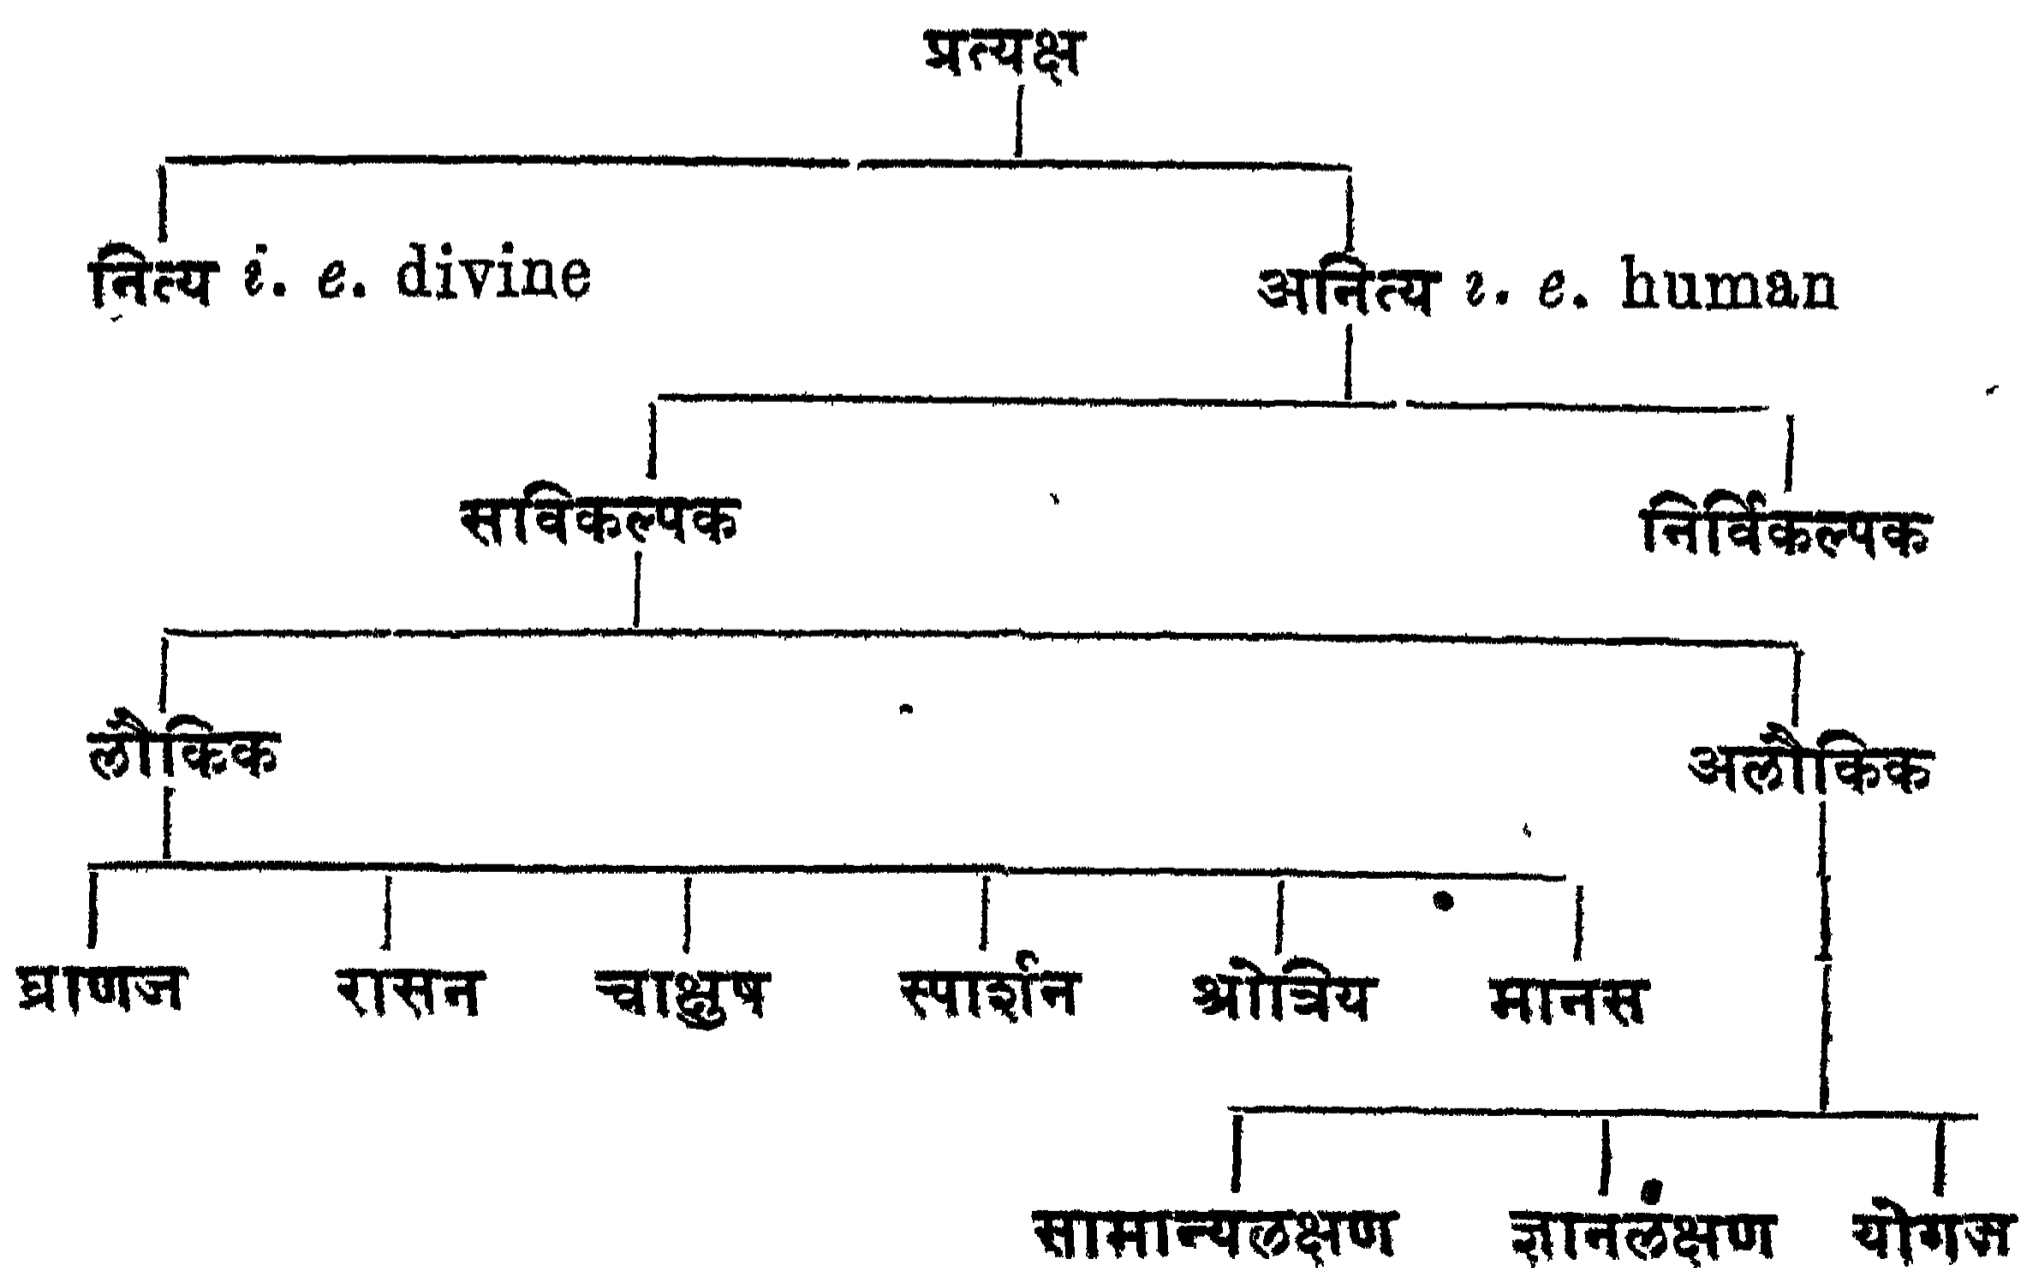 प्रत्यक्ष
नित्य i. e. divine
अनित्य i. e. human
सविकल्पक
निर्विकल्पक
लौकिक
अलौकिक
घ्राणज रासन चाक्षुष स्पार्शन श्रोत्रिय मानस
सामान्यलक्षण ज्ञानलक्षण योगज